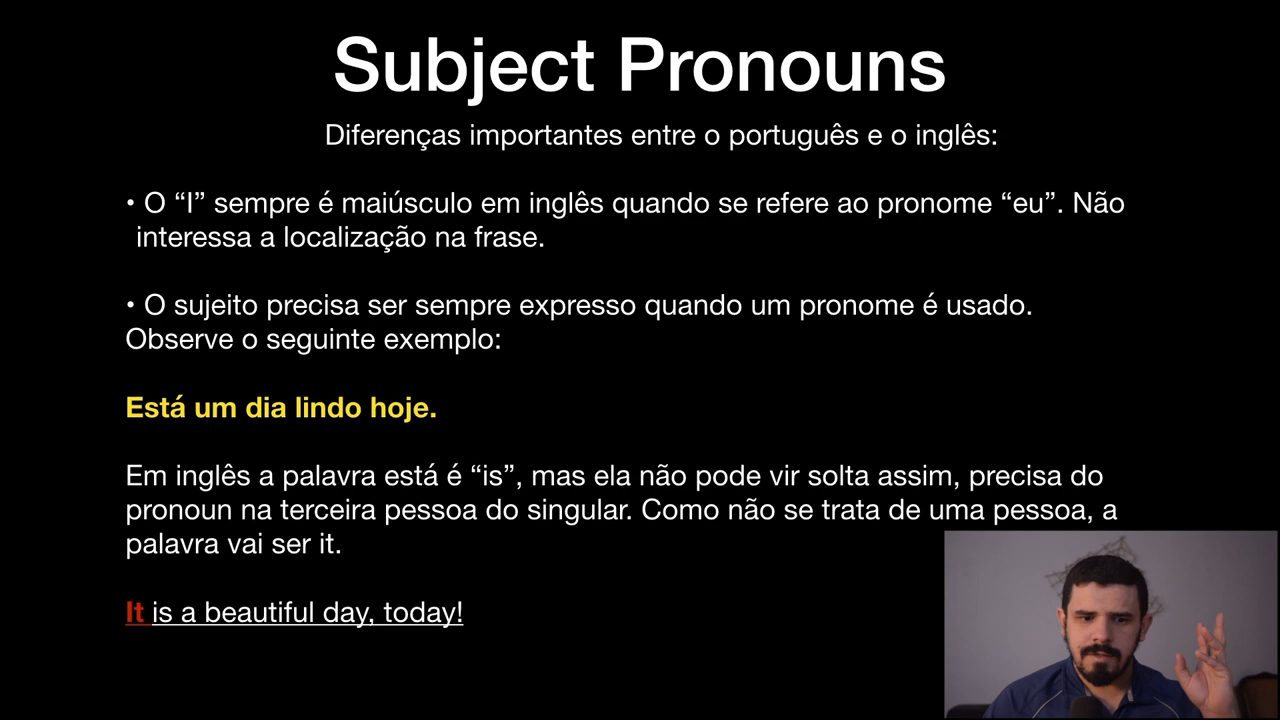 Subject Pronouns
Diferenças importantes entre o português e o inglês:
• O “I” sempre é maiúsculo em inglês quando se refere ao pronome “eu”. Não
interessa a localização na frase.
• O sujeito precisa ser sempre expresso quando um pronome é usado.
Observe o seguinte exemplo:
Está um dia lindo hoje.
Em inglês a palavra está é “is”, mas ela não pode vir solta assim, precisa do
pronoun na terceira pessoa do singular. Como não se trata de uma pessoa, a
palavra vai ser it.
It is a beautiful day, today!